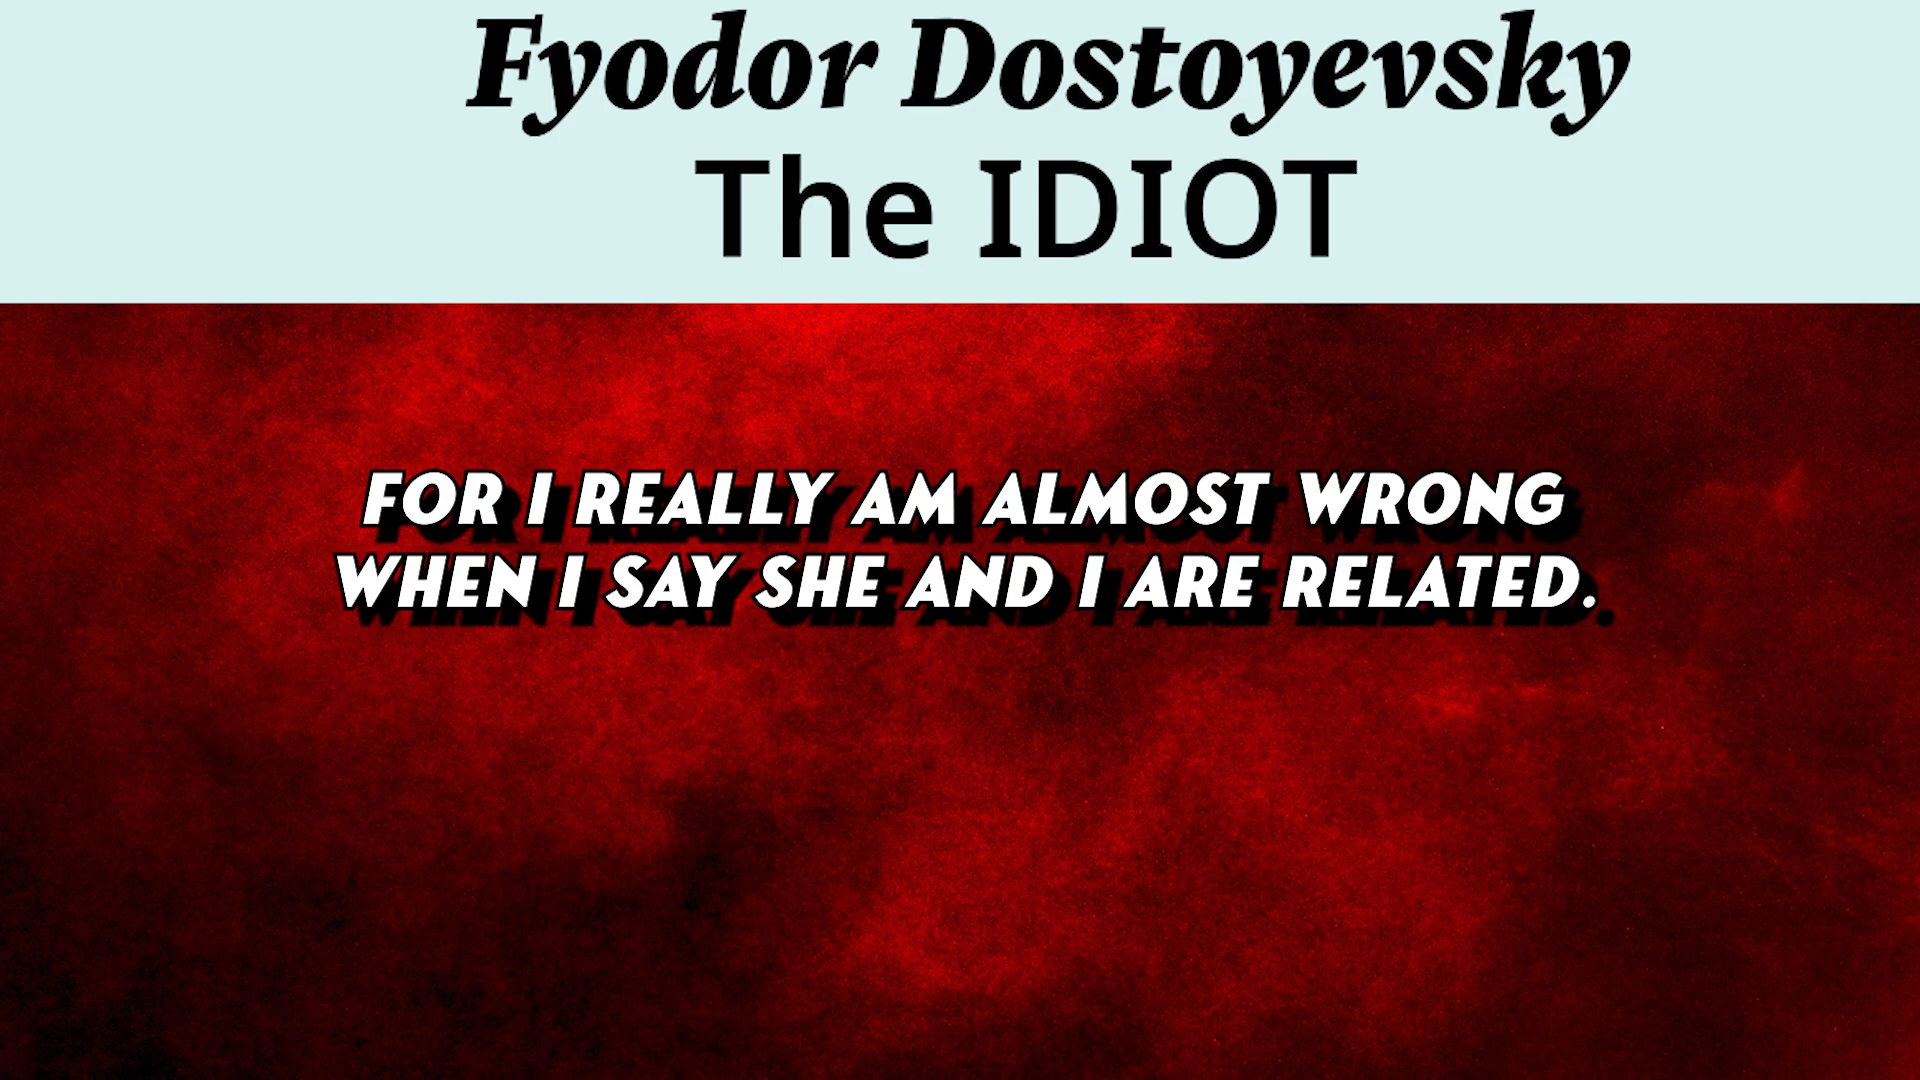 Fyodor Dostoyevsky
The IDIOT
FOR I REALLY AM ALMOST WRONG
WHEN I SAY SHE AND I ARE RELATED.